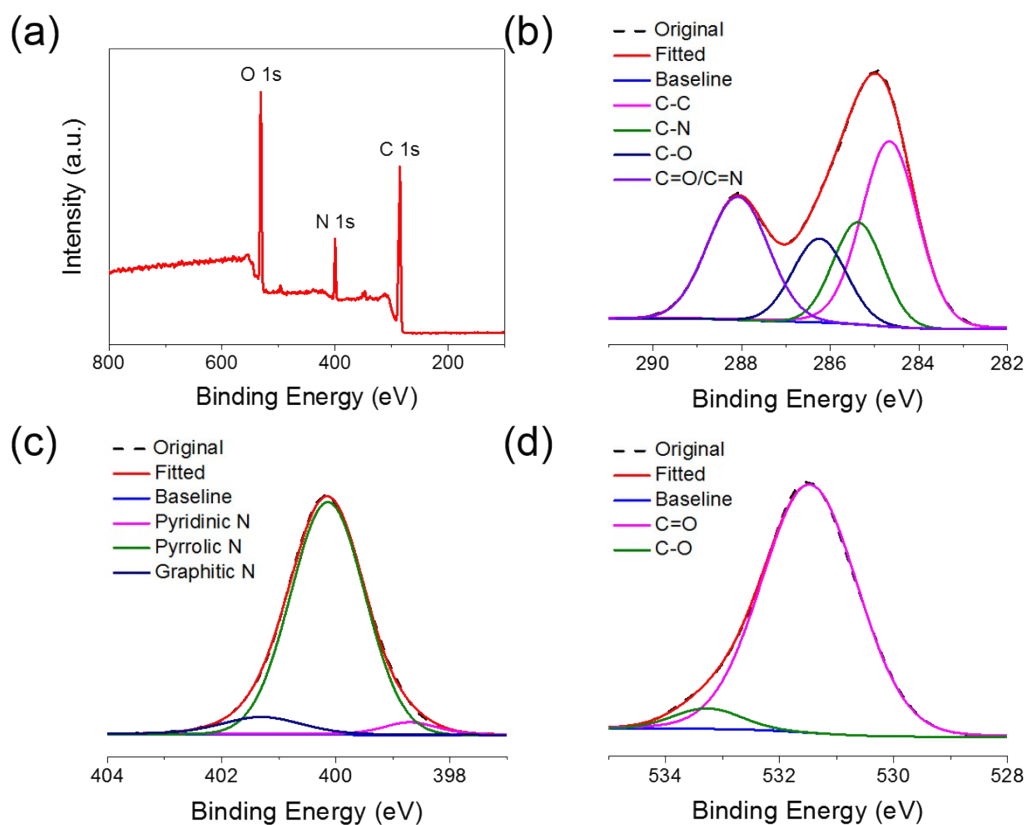 (a)
O 1s
N 1s
C 1s
Intensity (a.u.)
800 600 400 200
Binding Energy (eV)
(b)
Original
Fitted
Baseline
C-C
C-N
C-O
C=O/C=N
290 288 286 284 282
Binding Energy (eV)
(c)
Original
Fitted
Baseline
Pyridinic N
Pyrrolic N
Graphitic N
404 402 400 398
Binding Energy (eV)
(d)
Original
Fitted
Baseline
C=O
C-O
534 532 530 528
Binding Energy (eV)